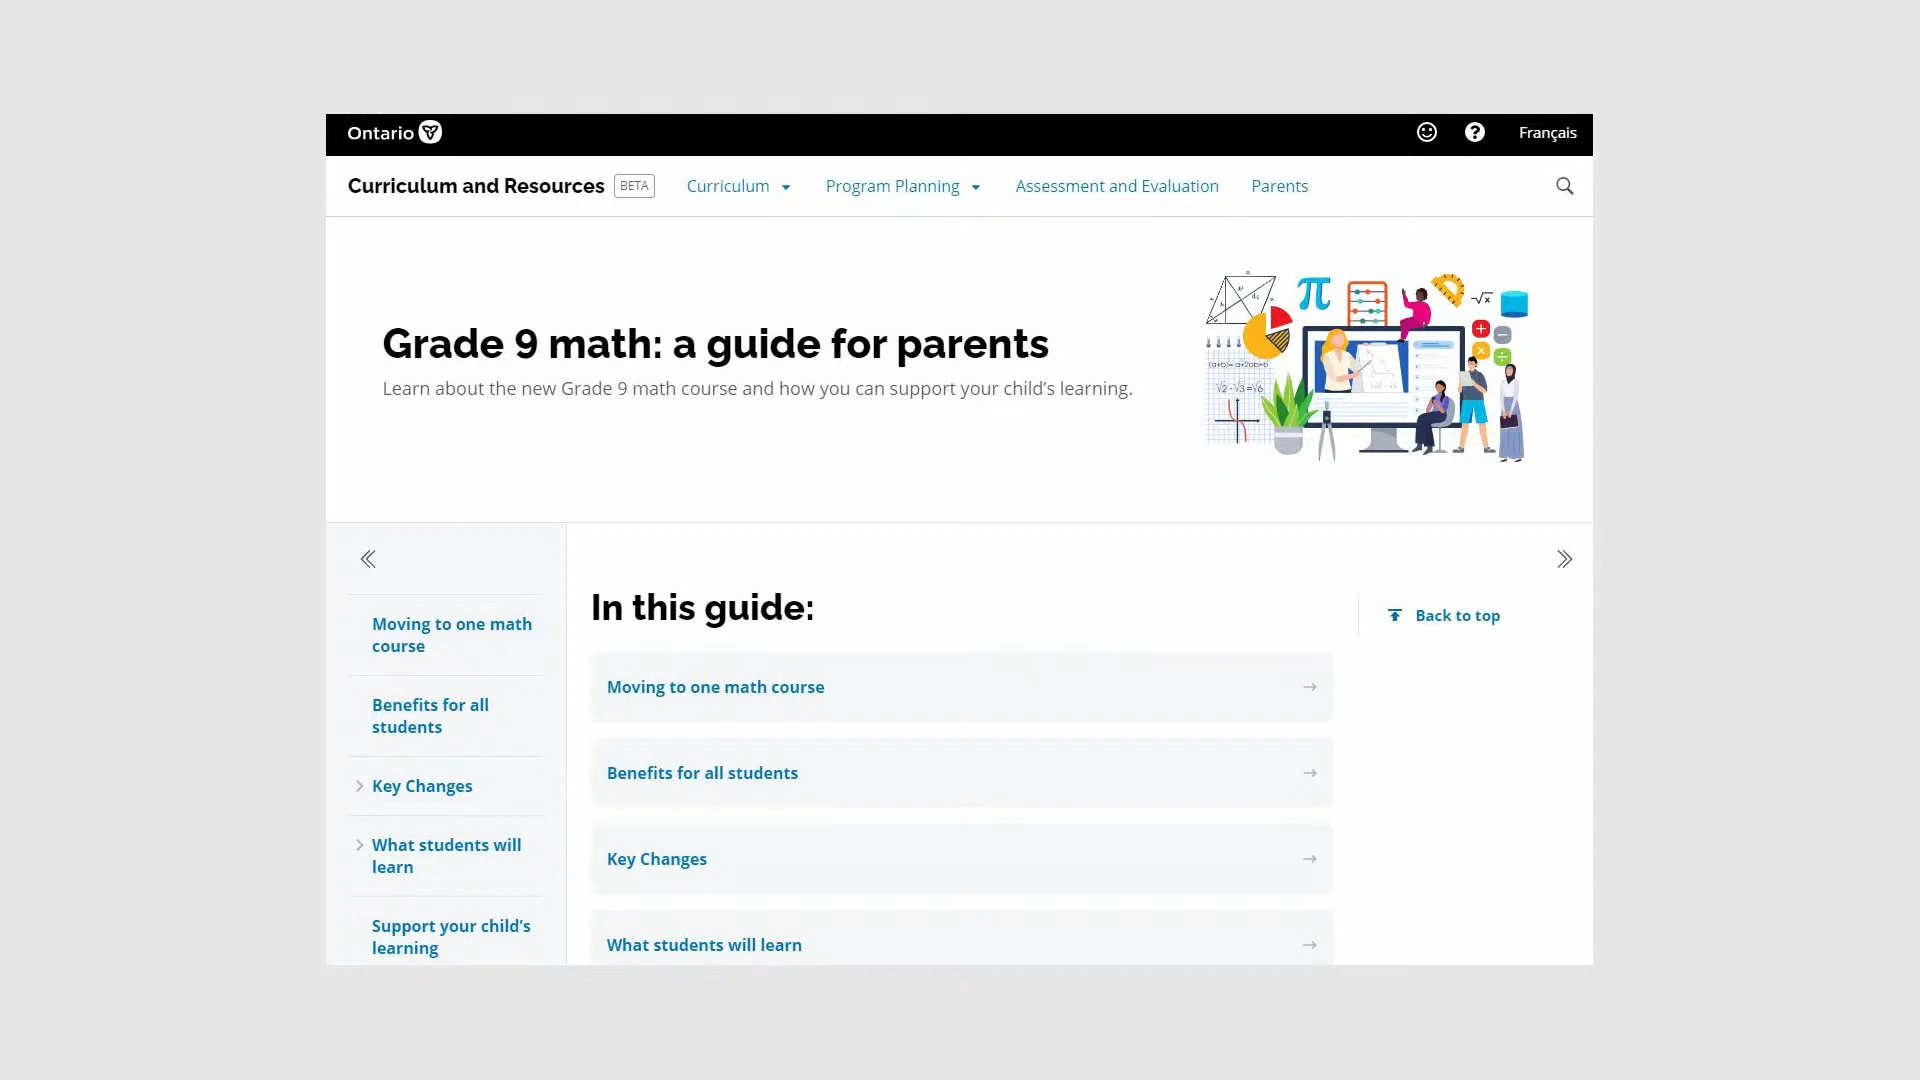 Ontario
Français
Curriculum and Resources BETA Curriculum Program Planning Assessment and Evaluation Parents
Grade 9 math: a guide for parents
Learn about the new Grade 9 math course and how you can support your child's learning.
Moving to one math
course
Benefits for all
students
Key Changes
What students will
learn
Support your child's
learning
In this guide:
Moving to one math course
Benefits for all students
Key Changes
What students will learn
Back to top